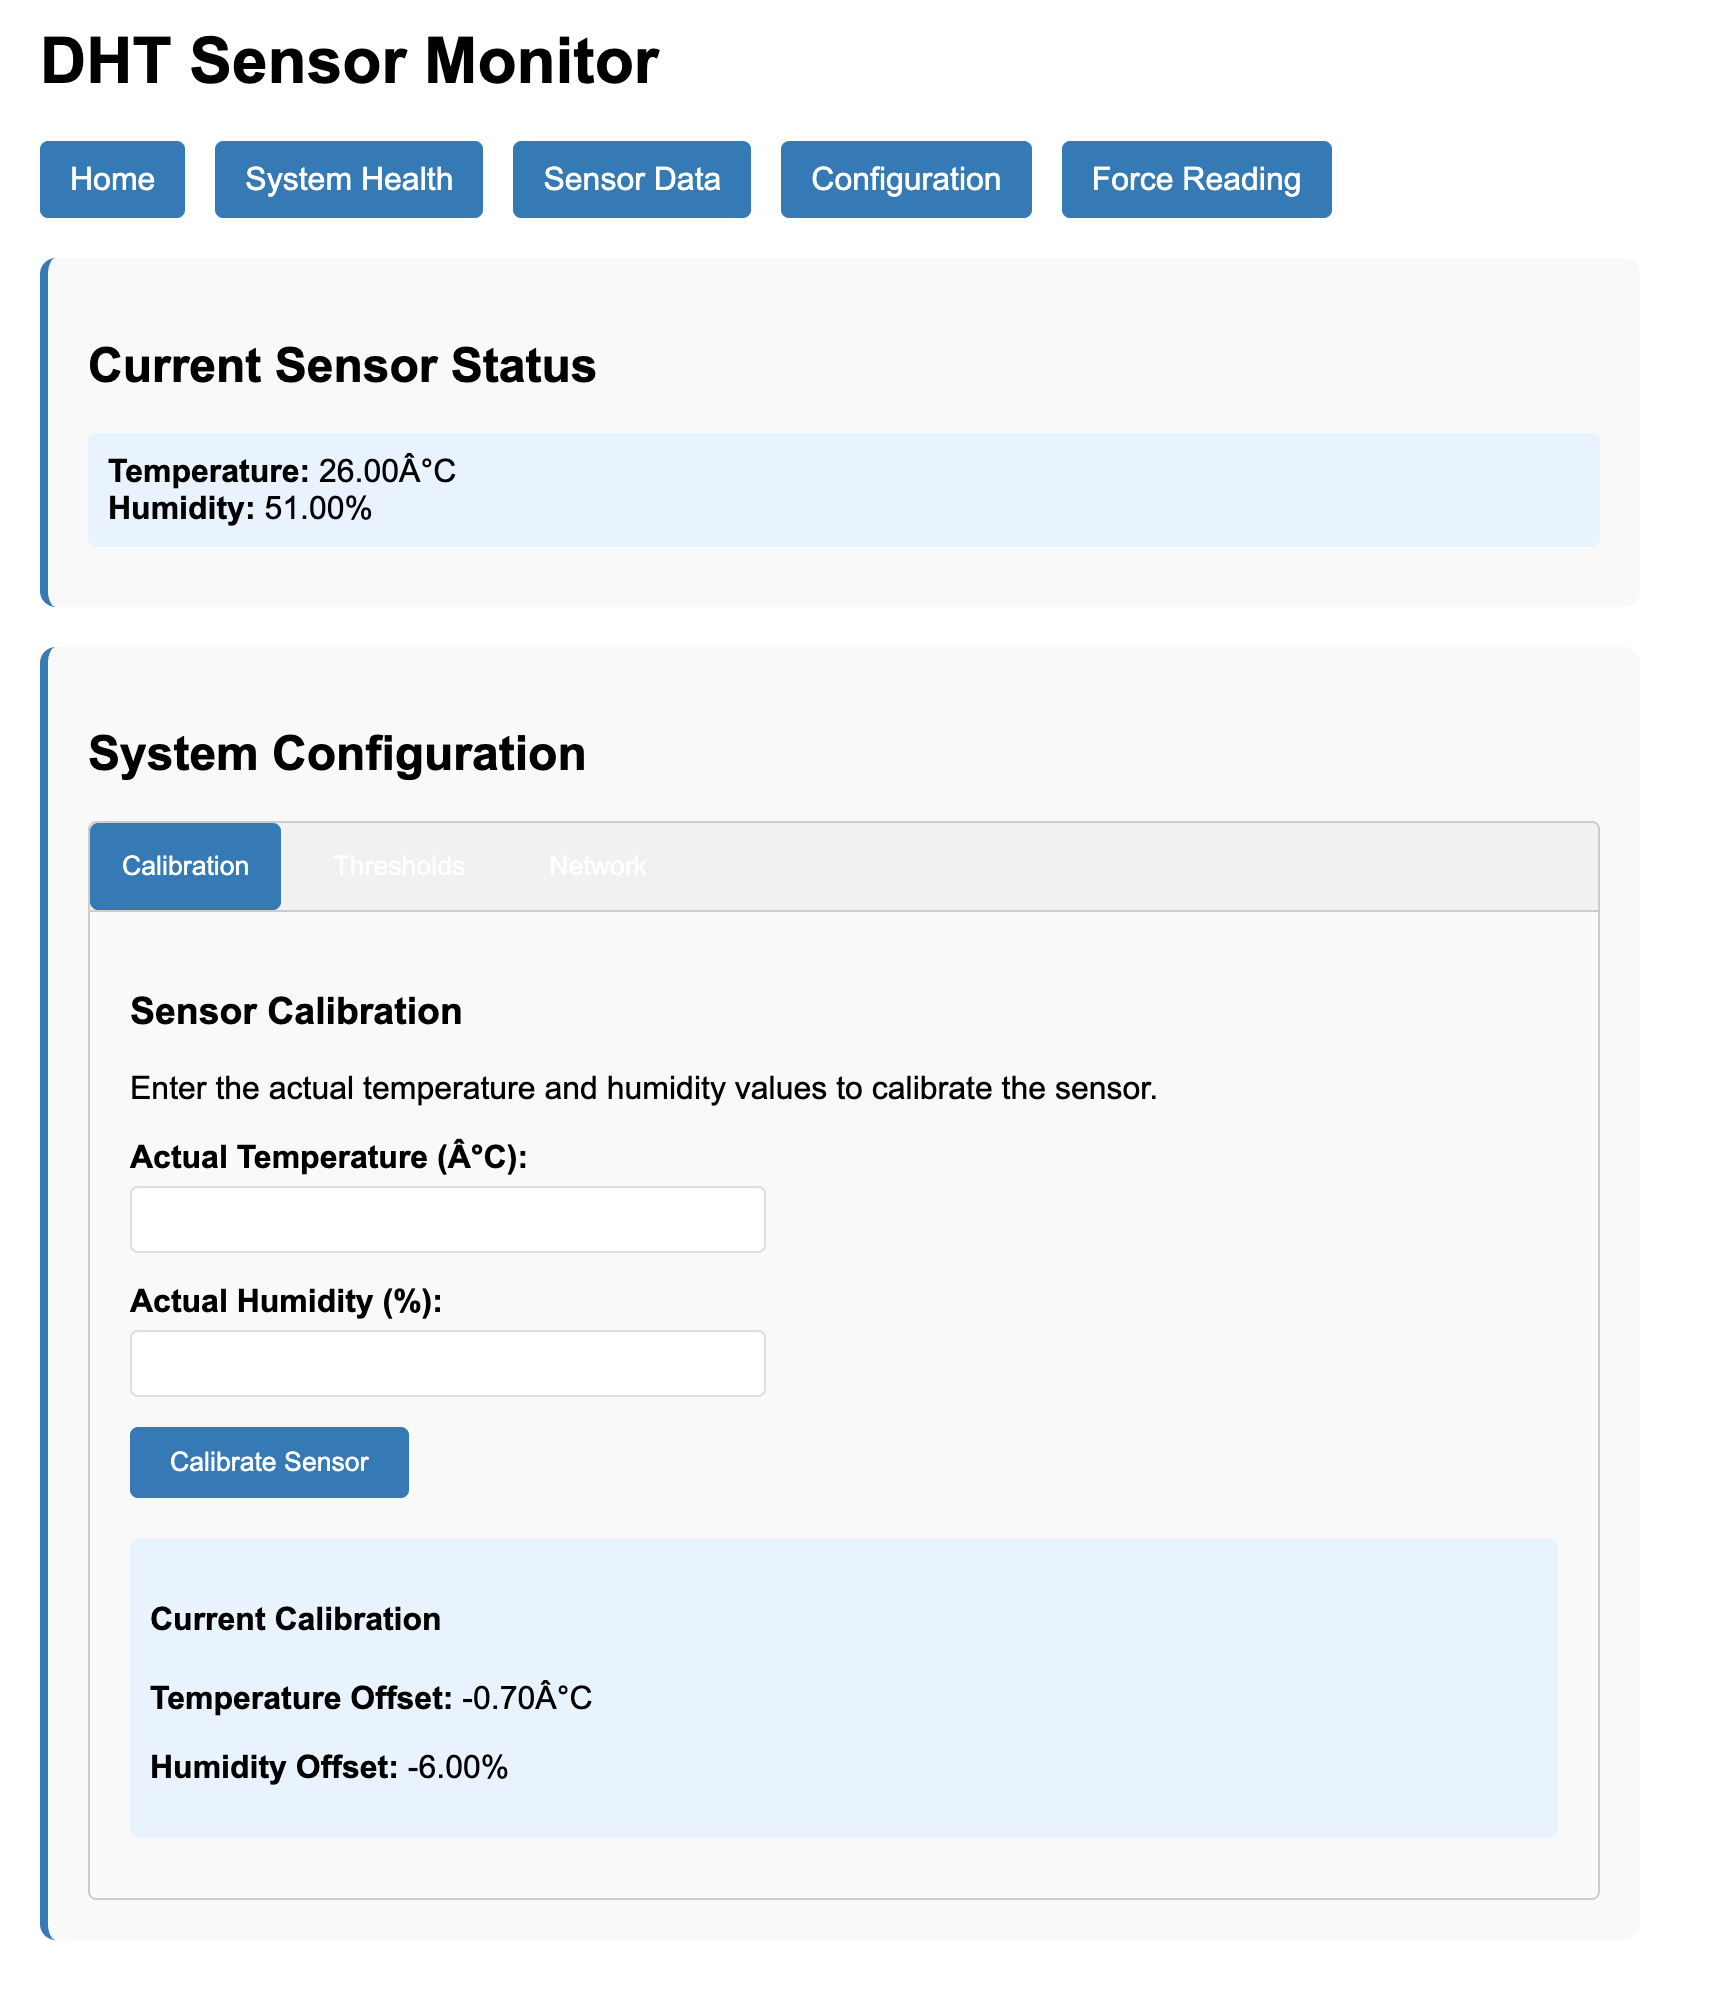 DHT Sensor Monitor
Home System Health Sensor Data Configuration Force Reading
Current Sensor Status
Temperature: 26.00Â°C
Humidity: 51.00%
System Configuration
Calibration Thresholds Network
Sensor Calibration
Enter the actual temperature and humidity values to calibrate the sensor.
Actual Temperature (Â°C):
Actual Humidity (%):
Calibrate Sensor
Current Calibration
Temperature Offset: -0.70Â°C
Humidity Offset: -6.00%